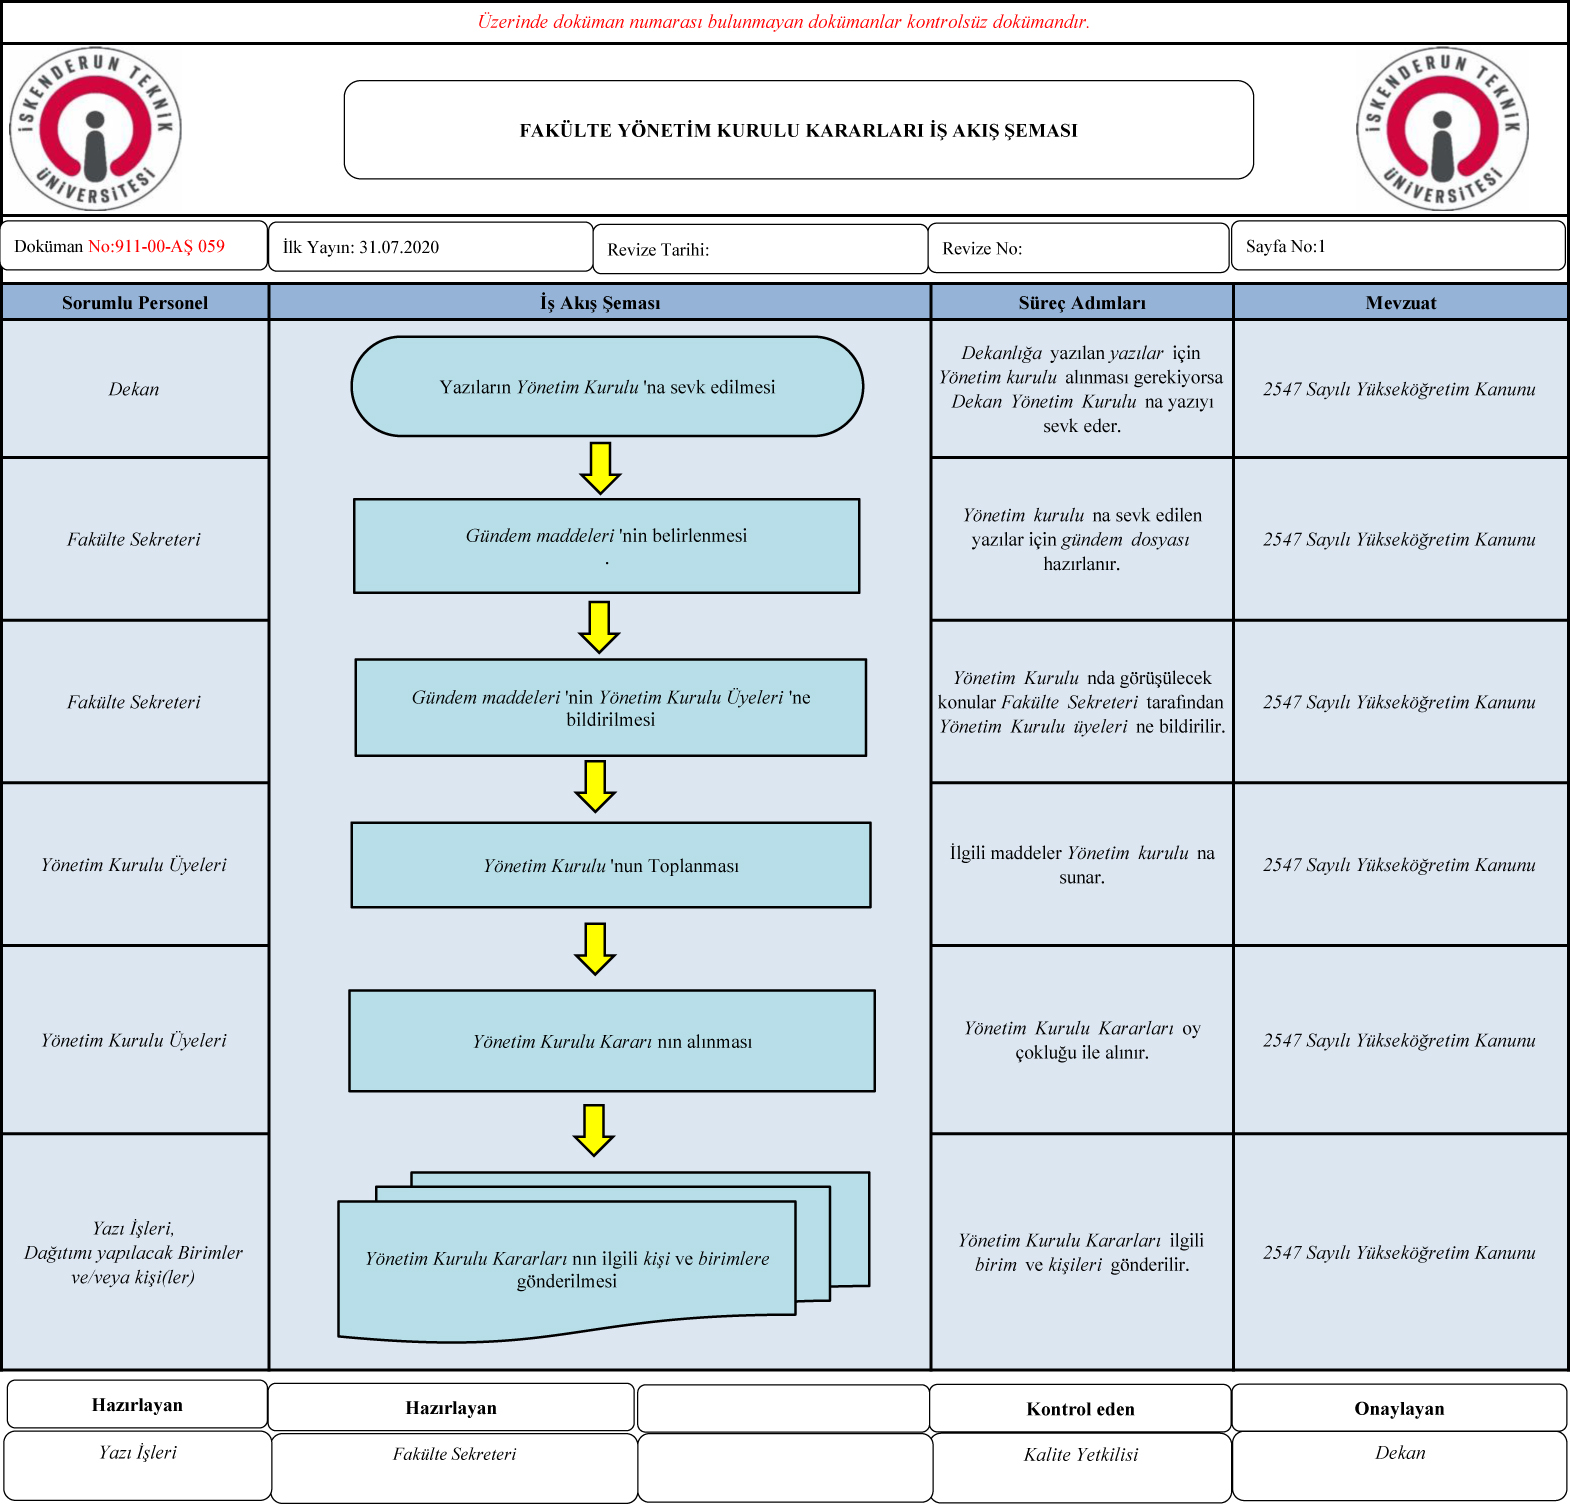 Üzerinde doküman numarası bulunmayan dokümanlar kontrolsüz dokümandır.
İSKENDERUN TEKNİK
ÜNİVERSİTESİ
FAKÜLTE YÖNETİM KURULU KARARLARI İŞ AKIŞ ŞEMASI
İSKENDERUN TEKNİK
ÜNİVERSİTESİ
Doküman No:911-00-AŞ 059
İlk Yayın: 31.07.2020
Revize Tarihi:
Revize No:
Sayfa No:1
Sorumlu Personel
İş Akış Şeması
Süreç Adımları
Mevzuat
Dekan
Yazıların Yönetim Kurulu 'na sevk edilmesi
Dekanlığa yazılan yazılar için
Yönetim kurulu alınması gerekiyorsa
Dekan Yönetim Kurulu na yazıyı
sevk eder.
2547 Sayılı Yükseköğretim Kanunu
Fakülte Sekreteri
Gündem maddeleri 'nin belirlenmesi
.
Yönetim kurulu na sevk edilen
yazılar için gündem dosyası
hazırlanır.
2547 Sayılı Yükseköğretim Kanunu
Fakülte Sekreteri
Gündem maddeleri 'nin Yönetim Kurulu Üyeleri 'ne
bildirilmesi
Yönetim Kurulu nda görüşülecek
konular Fakülte Sekreteri tarafından
Yönetim Kurulu üyeleri ne bildirilir.
2547 Sayılı Yükseköğretim Kanunu
Yönetim Kurulu Üyeleri
Yönetim Kurulu 'nun Toplanması
İlgili maddeler Yönetim kurulu na
sunar.
2547 Sayılı Yükseköğretim Kanunu
Yönetim Kurulu Üyeleri
Yönetim Kurulu Kararı nın alınması
Yönetim Kurulu Kararları oy
çokluğu ile alınır.
2547 Sayılı Yükseköğretim Kanunu
Yazı İşleri,
Dağıtımı yapılacak Birimler
ve/veya kişi(ler)
Yönetim Kurulu Kararları nın ilgili kişi ve birimlere
gönderilmesi
Yönetim Kurulu Kararları ilgili
birim ve kişileri gönderilir.
2547 Sayılı Yükseköğretim Kanunu
Hazırlayan
Hazırlayan
Kontrol eden
Onaylayan
Yazı İşleri
Fakülte Sekreteri
Kalite Yetkilisi
Dekan